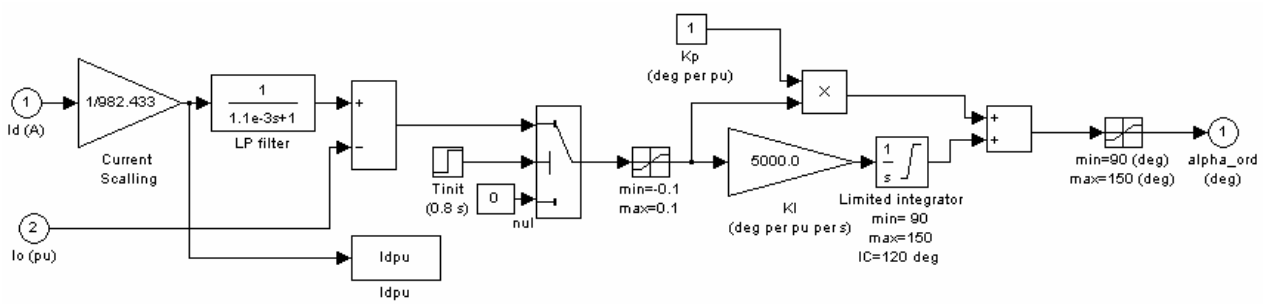 1
Id (A)
1/982.433
Current
Scalling
1
1.1e-3s+1
LP filter
+
−
Tinit
(0.8 s)
0
nul
min=-0.1
max=0.1
1
Kp
(deg per pu)
×
5000.0
KI
(deg per pu per s)
1
s
Limited integrator
min= 90
max=150
IC=120 deg
+
+
min=90 (deg)
max=150 (deg)
1
alpha_ord
(deg)
2
Io (pu)
Idpu
Idpu